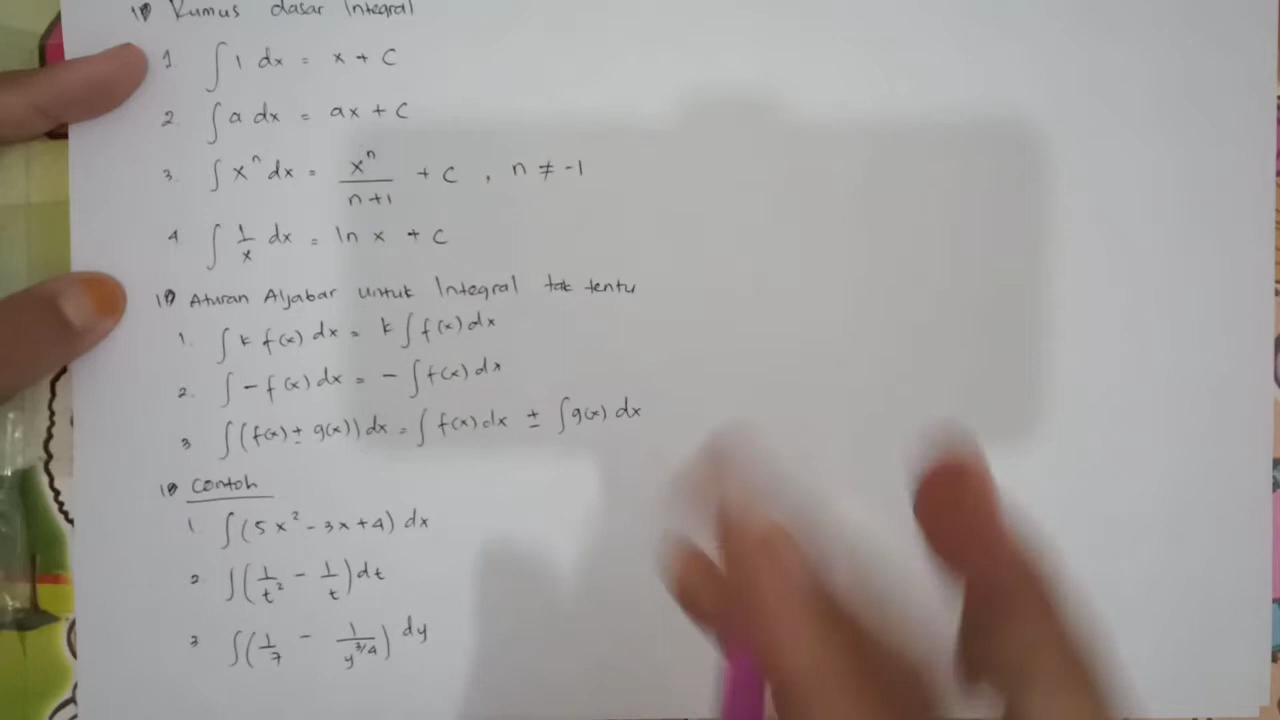 Rumus dasar Integral
1. ∫ 1 dx = x + C
2. ∫ a dx = ax + C
3. ∫ xⁿ dx = xⁿ/(n+1) + C , n ≠ -1
4 ∫ 1/x dx = ln x + C
Aturan Aljabar untuk Integral tak tentu
1. ∫ k f(x) dx = k ∫ f(x) dx
2. ∫ - f(x) dx = - ∫ f(x) dx
3 ∫ (f(x) ± g(x)) dx = ∫ f(x) dx ± ∫ g(x) dx
Contoh
1 ∫ (5x² - 3x + 4) dx
2 ∫ (1/t² - 1/t) dt
3 ∫ (1/7 - 1/y^(3/4)) dy